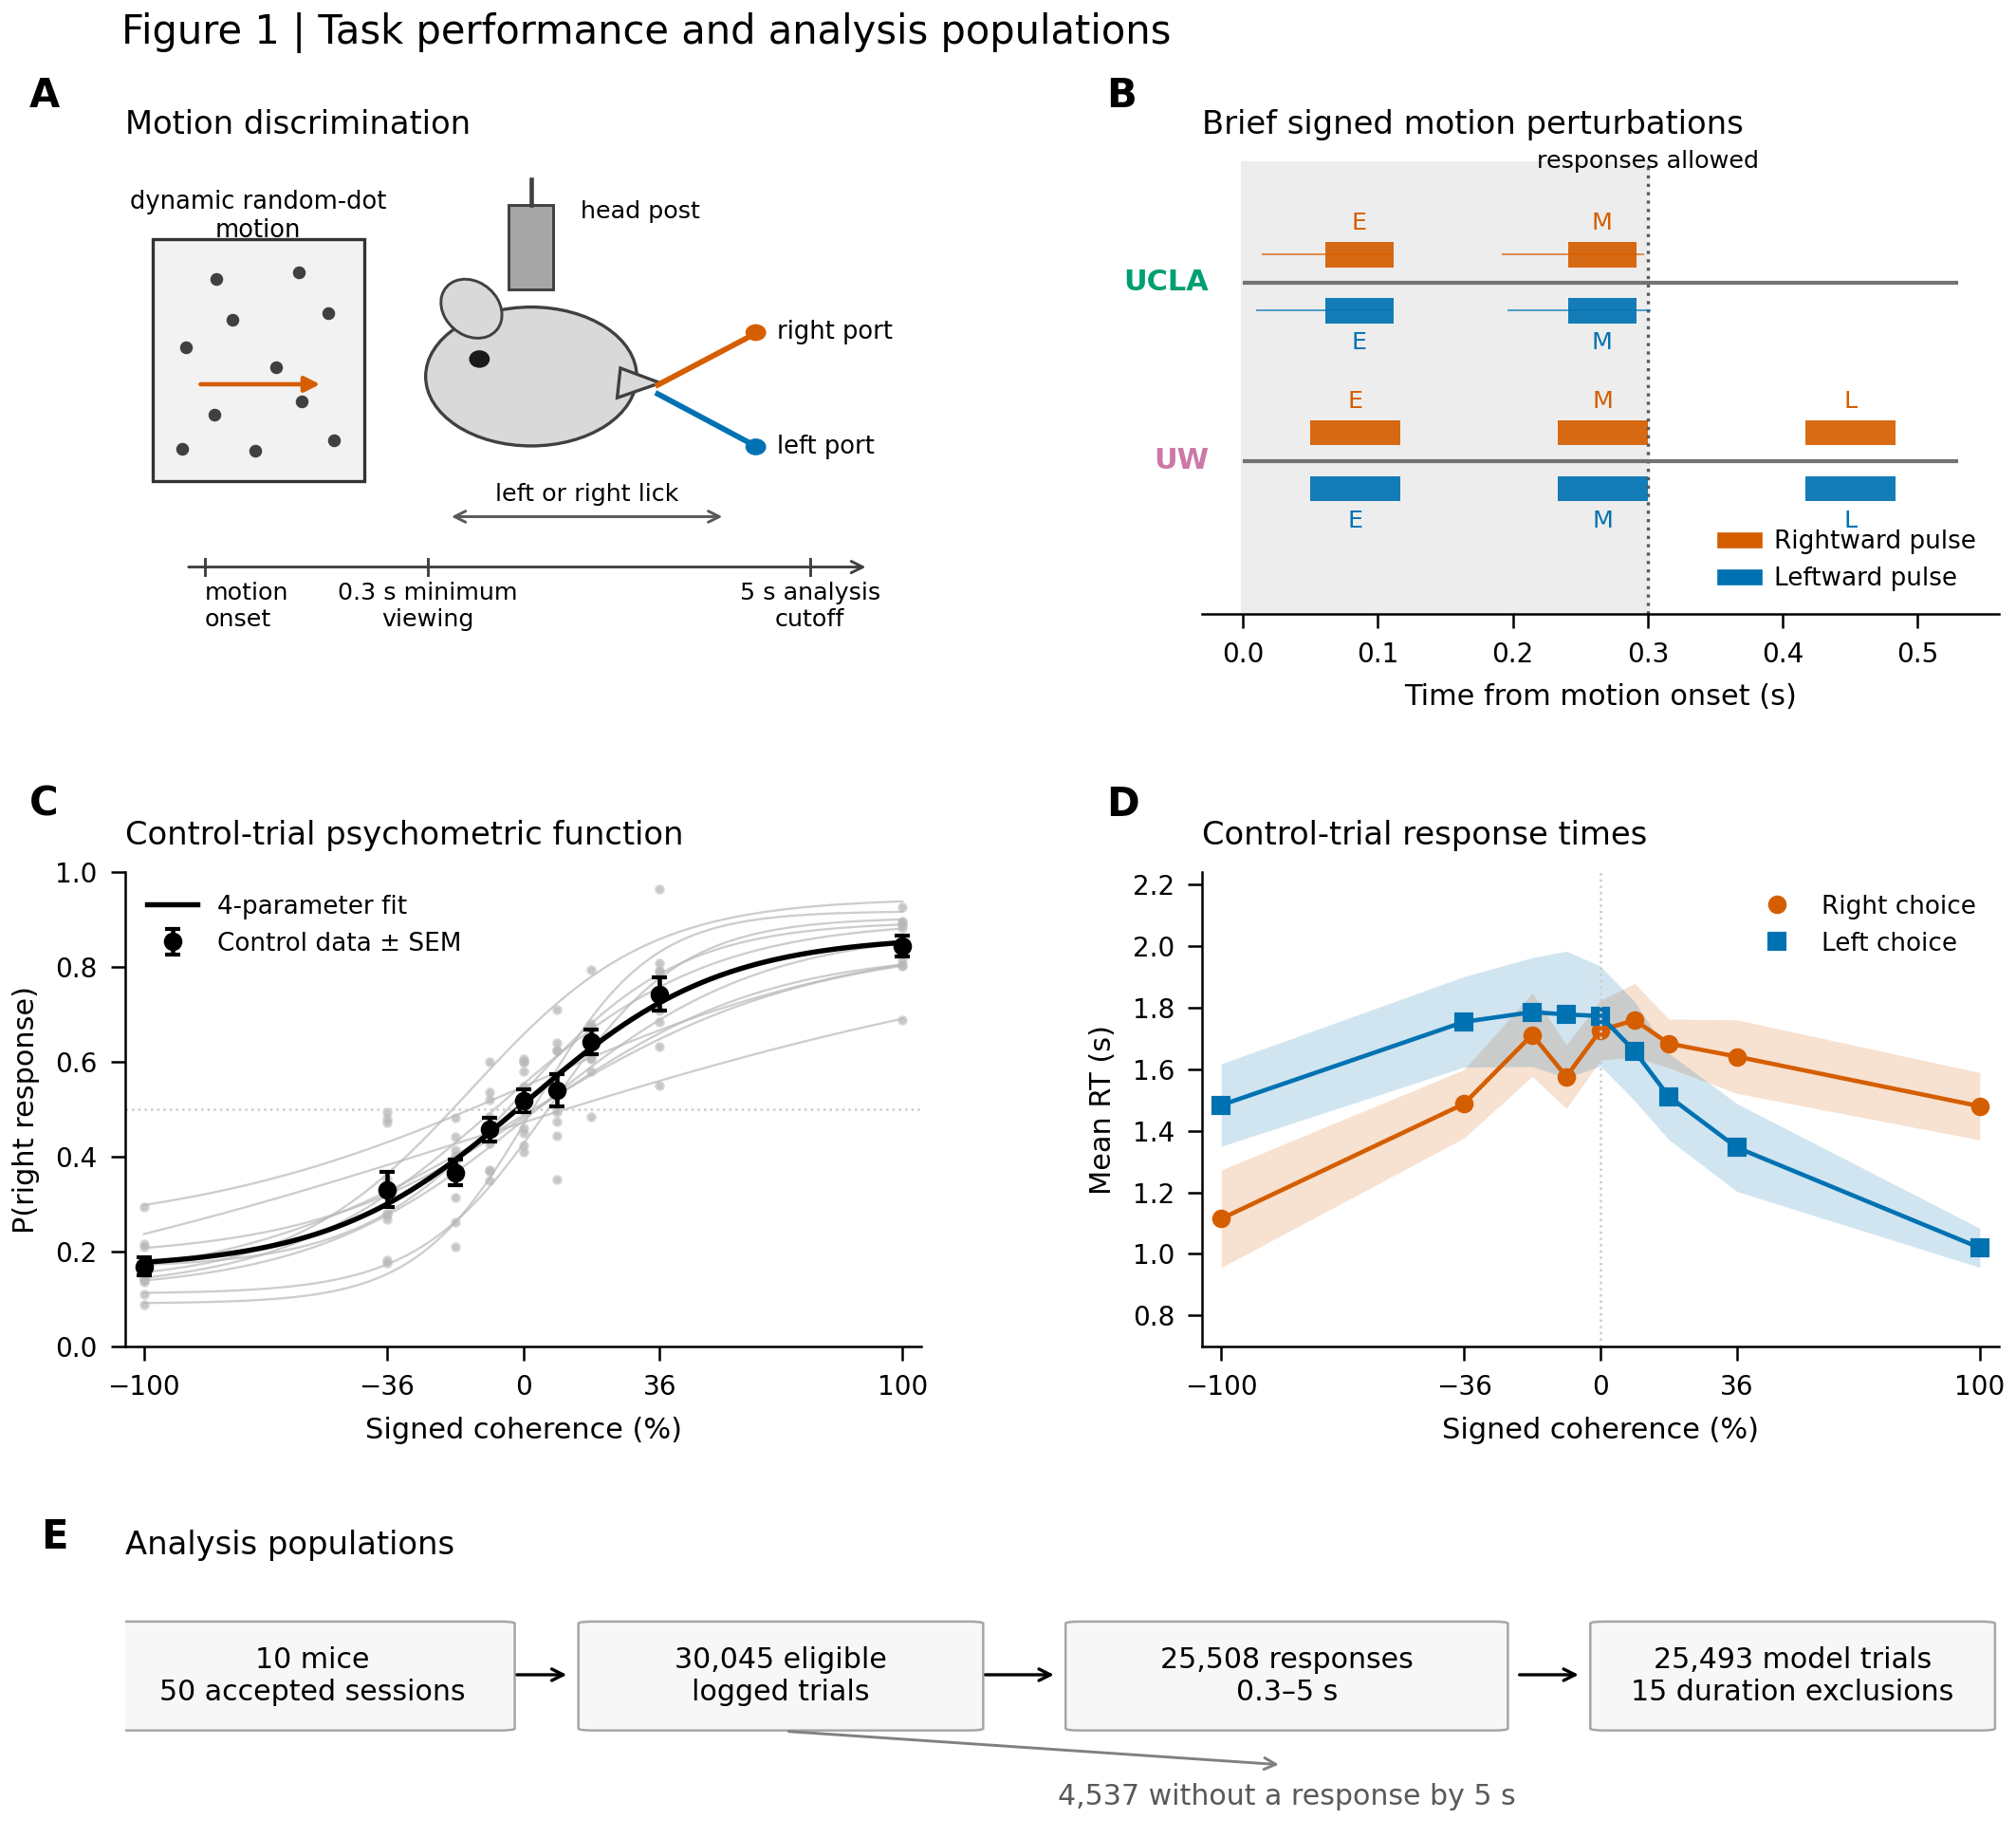 Figure 1 | Task performance and analysis populations
A
Motion discrimination
dynamic random-dot
motion
head post
right port
left port
left or right lick
motion
onset
0.3 s minimum
viewing
5 s analysis
cutoff
B
Brief signed motion perturbations
responses allowed
E
M
UCLA
E
M
E
M
L
UW
E
M
L
Rightward pulse
Leftward pulse
0.0
0.1
0.2
0.3
0.4
0.5
Time from motion onset (s)
C
Control-trial psychometric function
4-parameter fit
Control data ± SEM
P(right response)
1.0
0.8
0.6
0.4
0.2
0.0
−100
−36
0
36
100
Signed coherence (%)
D
Control-trial response times
Right choice
Left choice
Mean RT (s)
2.2
2.0
1.8
1.6
1.4
1.2
1.0
0.8
−100
−36
0
36
100
Signed coherence (%)
E
Analysis populations
10 mice
50 accepted sessions
30,045 eligible
logged trials
25,508 responses
0.3–5 s
25,493 model trials
15 duration exclusions
4,537 without a response by 5 s